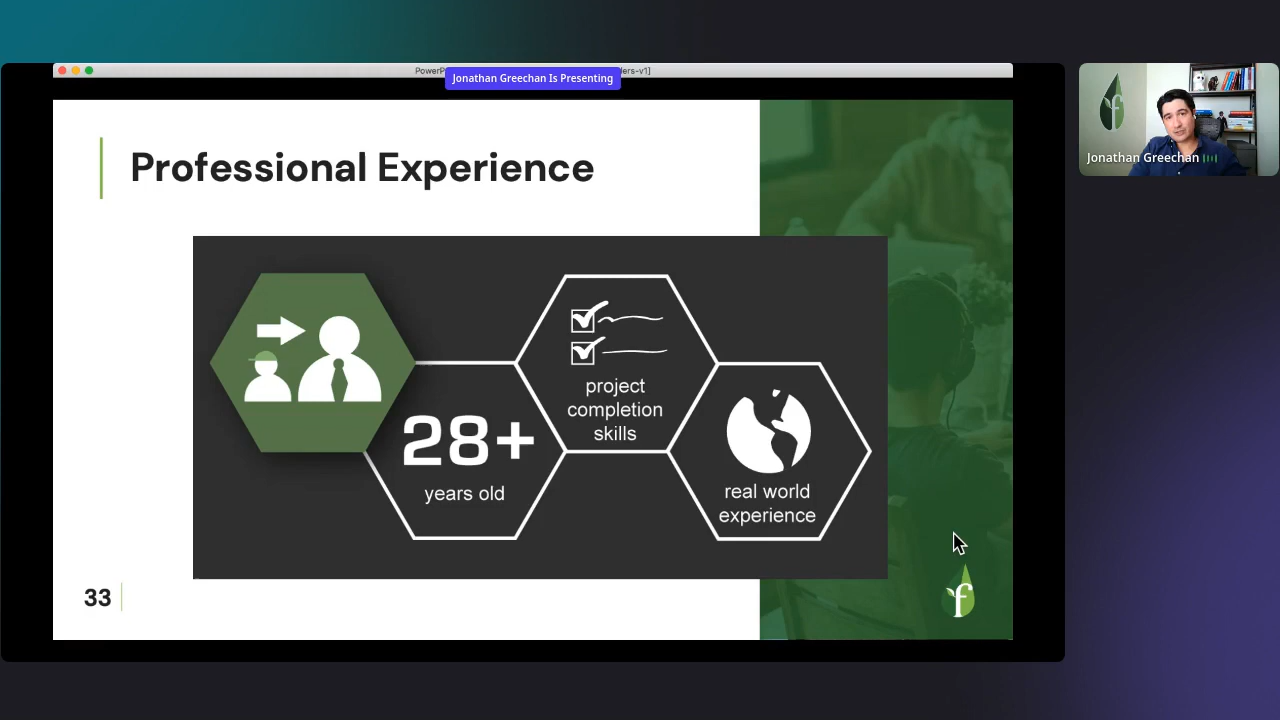 Jonathan Greechan Is Presenting
Professional Experience
28+
years old
project
completion
skills
real world
experience
33
f
f
Jonathan Greechan